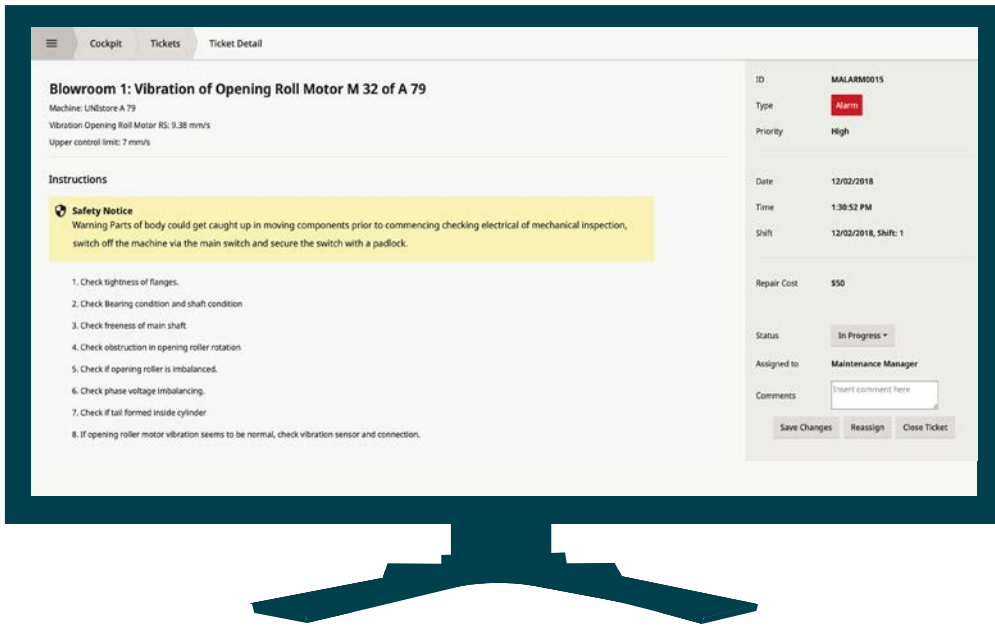 Cockpit Tickets Ticket Detail
Blowroom 1: Vibration of Opening Roll Motor M 32 of A 79
Machine: UNIstore A 79
Vibration Opening Roll Motor RS: 9.38 mm/s
Upper control limit: 7 mm/s
Instructions
Safety Notice
Warning Parts of body could get caught up in moving components prior to commencing checking electrical of mechanical inspection,
switch off the machine via the main switch and secure the switch with a padlock.
1. Check tightness of flanges.
2. Check Bearing condition and shaft condition
3. Check freeness of main shaft
4. Check obstruction in opening roller rotation
5. Check if opening roller is imbalanced.
6. Check phase voltage imbalancing.
7. Check if tail formed inside cylinder
8. If opening roller motor vibration seems to be normal, check vibration sensor and connection.
ID MALARM0015
Type Alarm
Priority High
Date 12/02/2018
Time 1:30:52 PM
Shift 12/02/2018, Shift: 1
Repair Cost $50
Status In Progress
Assigned to Maintenance Manager
Comments Insert comment here
Save Changes Reassign Close Ticket